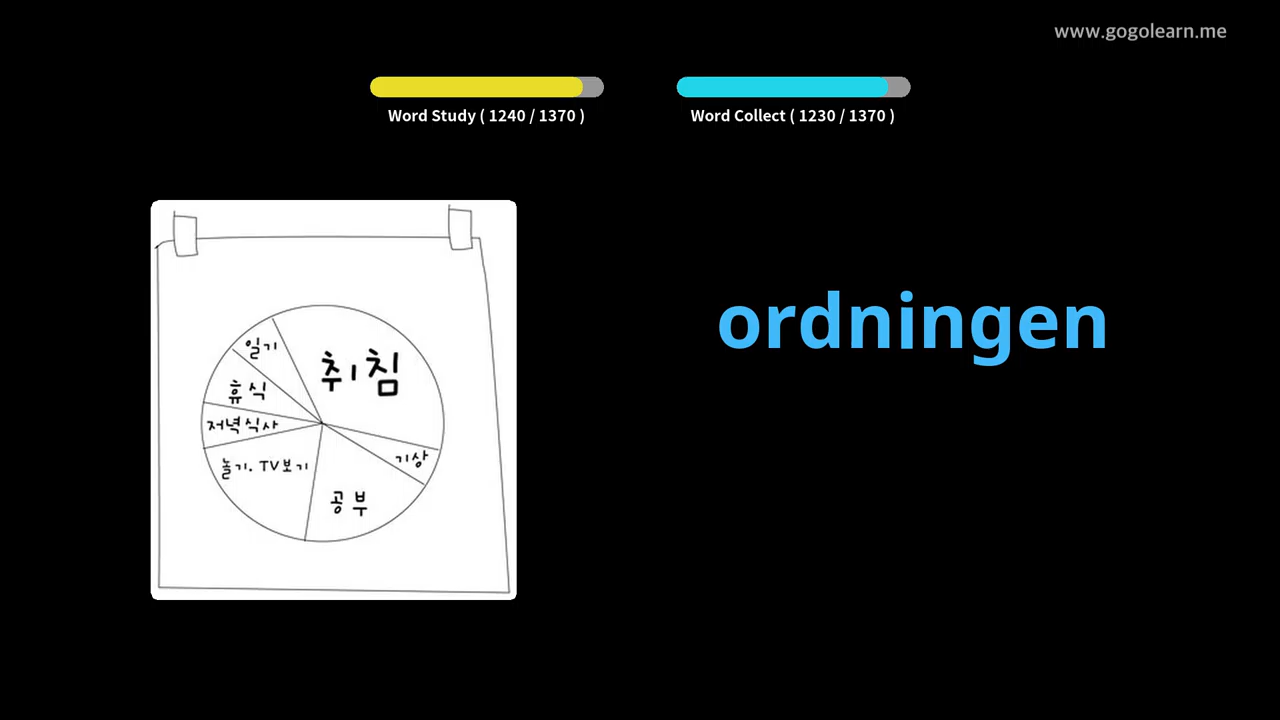 www.gogolearn.me
Word Study ( 1240 / 1370 )
Word Collect ( 1230 / 1370 )
일기
취침
휴식
저녁식사
기상
놀기. TV보기
공부
ordningen